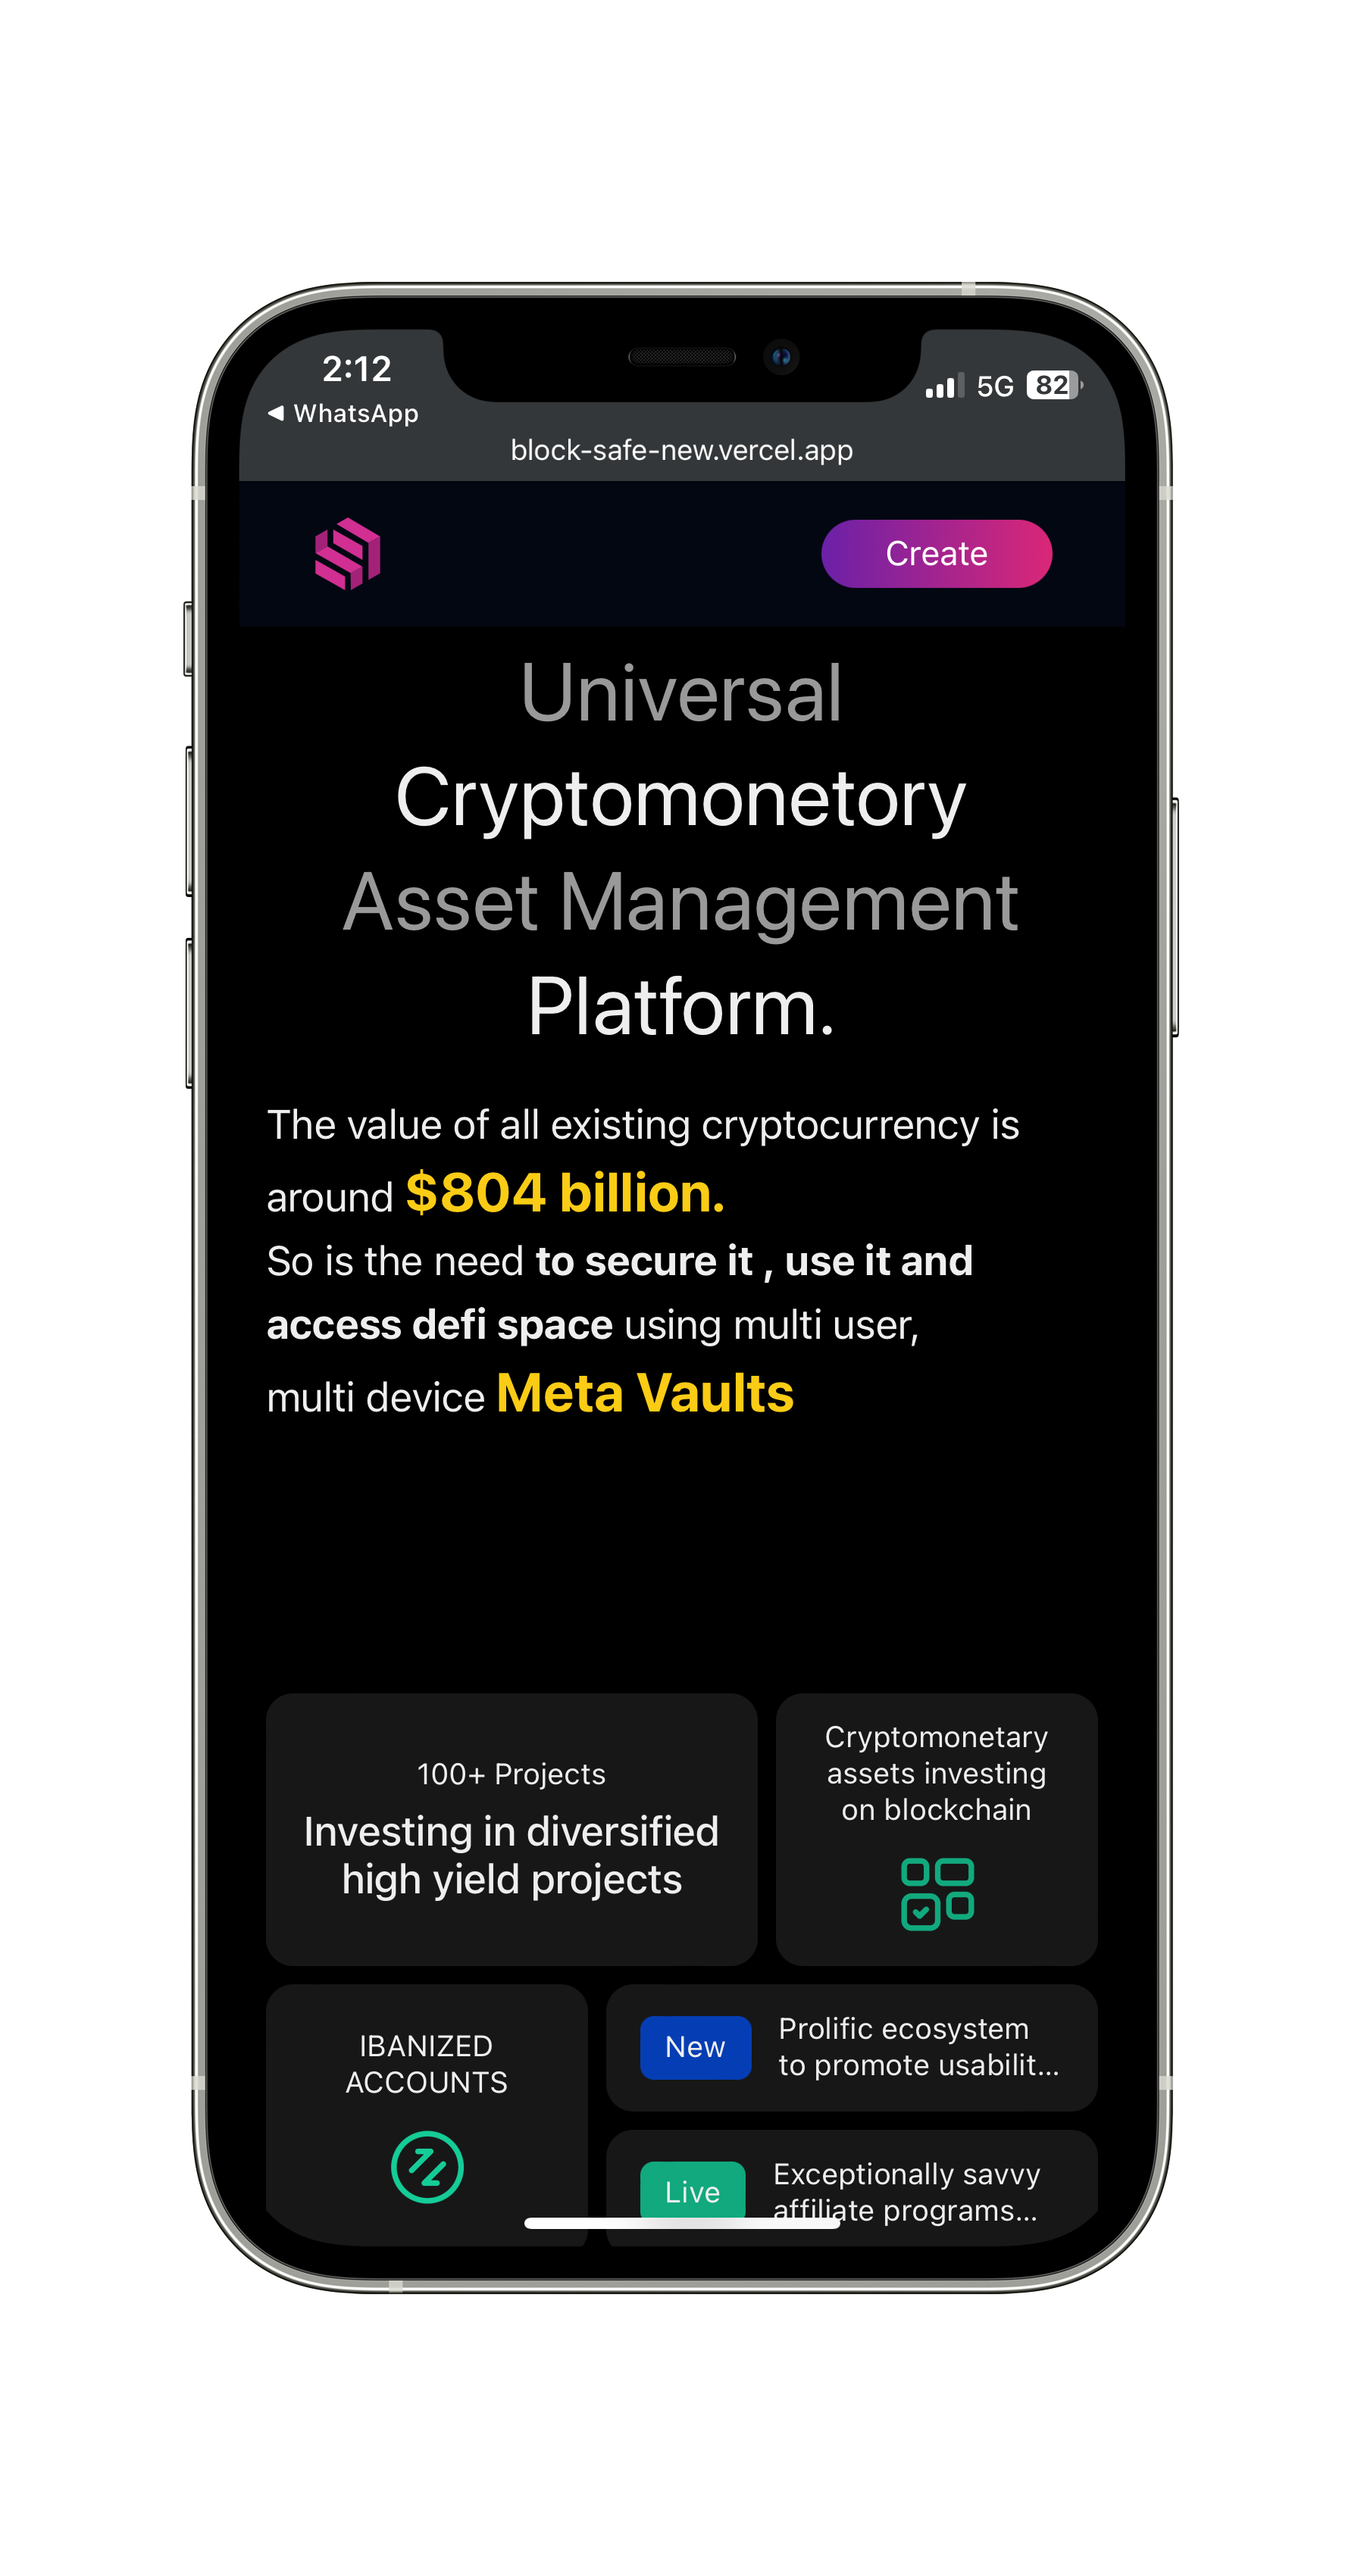 2:12
WhatsApp
5G
82
block-safe-new.vercel.app
Create
Universal
Cryptomonetory
Asset Management
Platform.
The value of all existing cryptocurrency is
around $804 billion.
So is the need to secure it , use it and
access defi space using multi user,
multi device Meta Vaults
100+ Projects
Investing in diversified
high yield projects
Cryptomonetary
assets investing
on blockchain
IBANIZED
ACCOUNTS
New
Prolific ecosystem
to promote usabilit...
Live
Exceptionally savvy
affiliate programs...